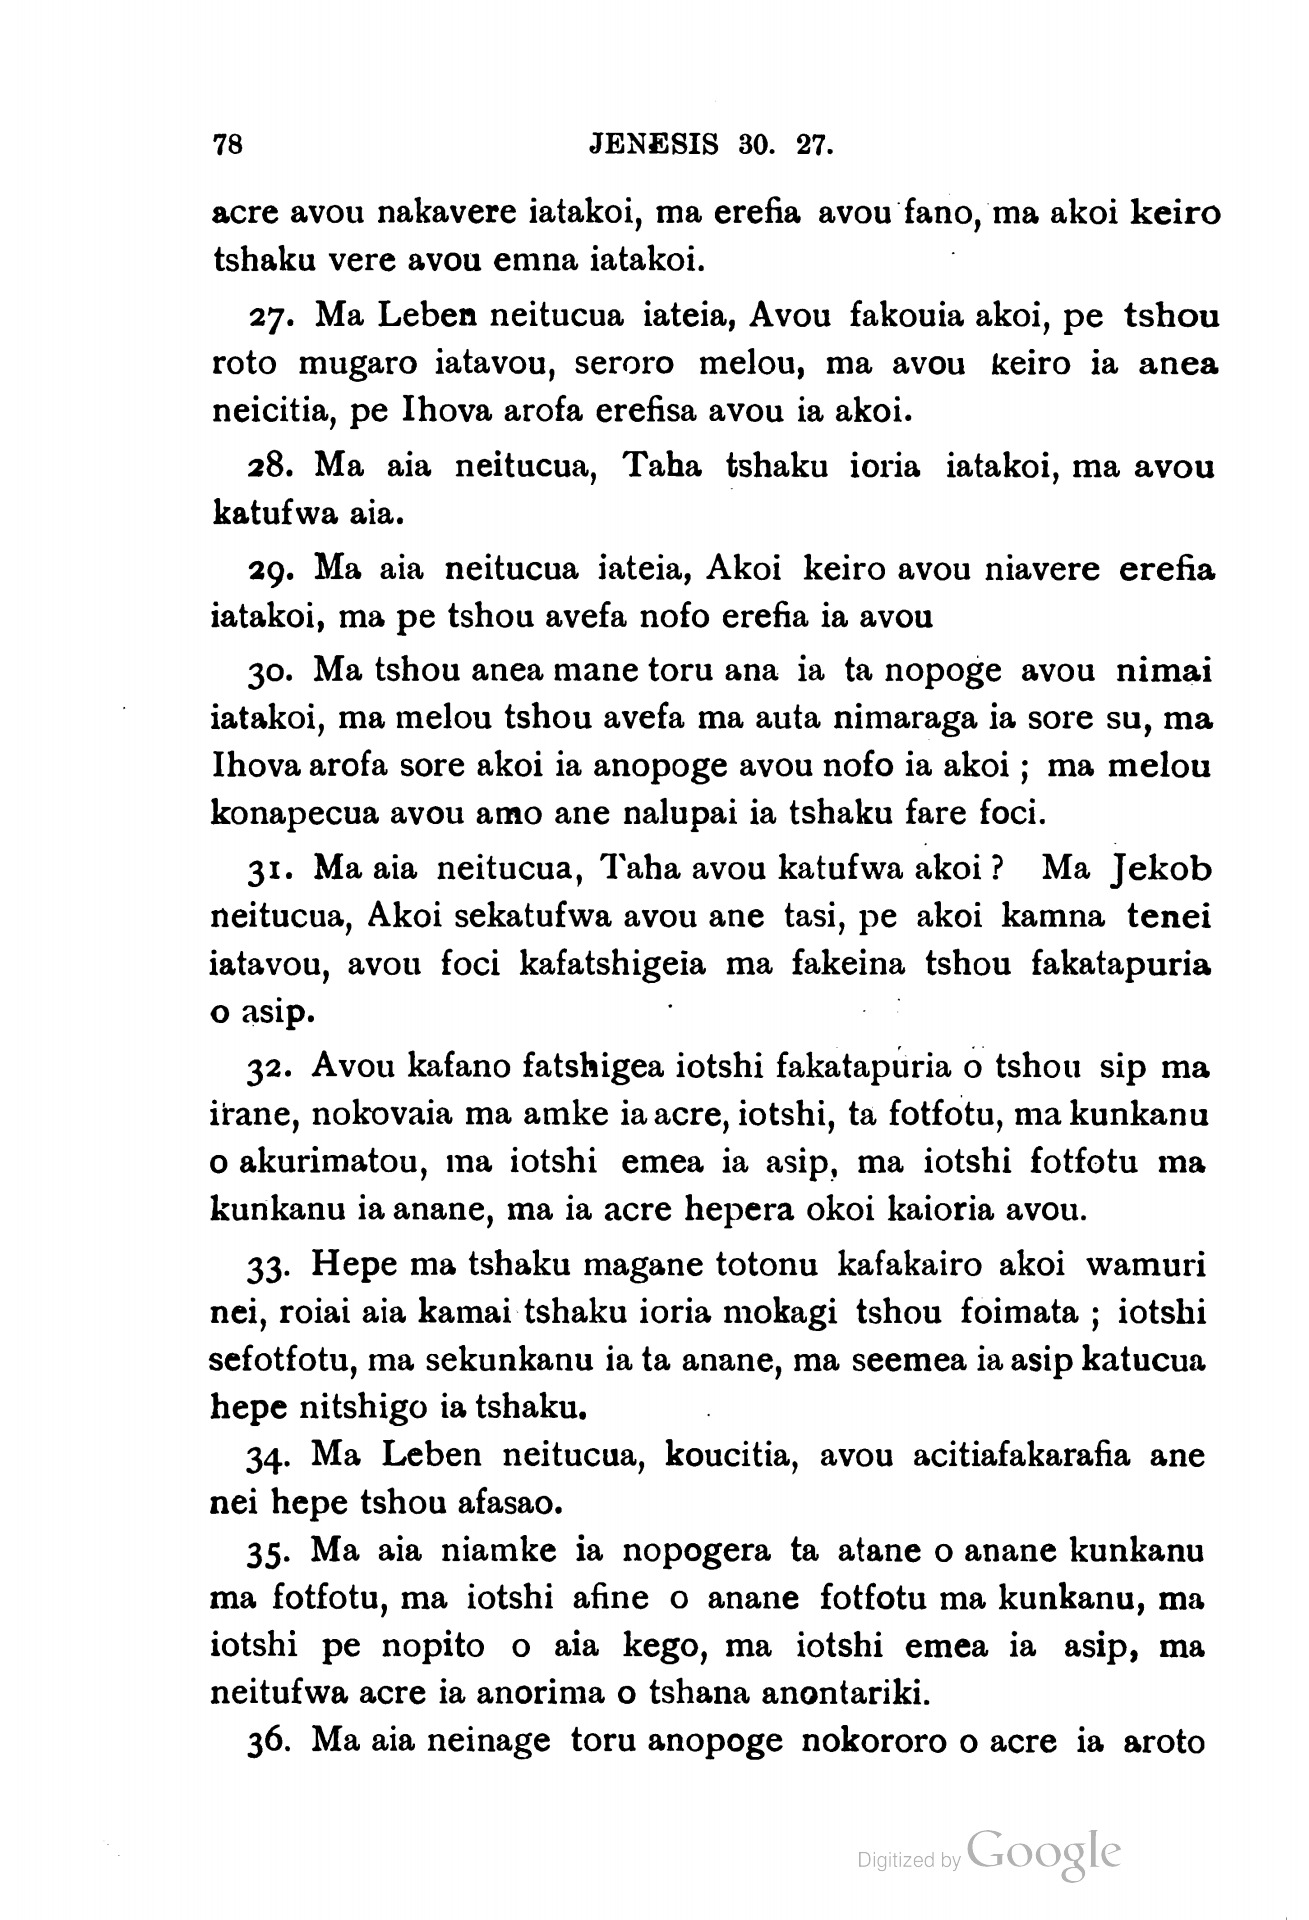 78 JENESIS 30. 27.
acre avou nakavere iatakoi, ma erefia avou fano, ma akoi keiro
tshaku vere avou emna iatakoi.
27. Ma Leben neitucua iateia, Avou fakouia akoi, pe tshou
roto mugaro iatavou, seroro melou, ma avou keiro ia anea
neicitia, pe Ihova arofa erefisa avou ia akoi.
28. Ma aia neitucua, Taha tshaku ioria iatakoi, ma avou
katufwa aia.
29. Ma aia neitucua iateia, Akoi keiro avou niavere erefia
iatakoi, ma pe tshou avefa nofo erefia ia avou
30. Ma tshou anea mane toru ana ia ta nopoge avou nimai
iatakoi, ma melou tshou avefa ma auta nimaraga ia sore su, ma
Ihova arofa sore akoi ia anopoge avou nofo ia akoi ; ma melou
konapecua avou amo ane nalupai ia tshaku fare foci.
31. Ma aia neitucua, Taha avou katufwa akoi ? Ma Jekob
neitucua, Akoi sekatufwa avou ane tasi, pe akoi kamna tenei
iatavou, avou foci kafatshigeia ma fakeina tshou fakatapuria
o asip.
32. Avou kafano fatshigea iotshi fakatapuria o tshou sip ma
irane, nokovaia ma amke ia acre, iotshi, ta fotfotu, ma kunkanu
o akurimatou, ma iotshi emea ia asip, ma iotshi fotfotu ma
kunkanu ia anane, ma ia acre hepera okoi kaioria avou.
33. Hepe ma tshaku magane totonu kafakairo akoi wamuri
nei, roiai aia kamai tshaku ioria mokagi tshou foimata ; iotshi
sefotfotu, ma sekunkanu ia ta anane, ma seemea ia asip katucua
hepe nitshigo ia tshaku.
34. Ma Leben neitucua, koucitia, avou acitiafakarafia ane
nei hepe tshou afasao.
35. Ma aia niamke ia nopogera ta atane o anane kunkanu
ma fotfotu, ma iotshi afine o anane fotfotu ma kunkanu, ma
iotshi pe nopito o aia kego, ma iotshi emea ia asip, ma
neitufwa acre ia anorima o tshana anontariki.
36. Ma aia neinage toru anopoge nokororo o acre ia aroto
Digitized by Google